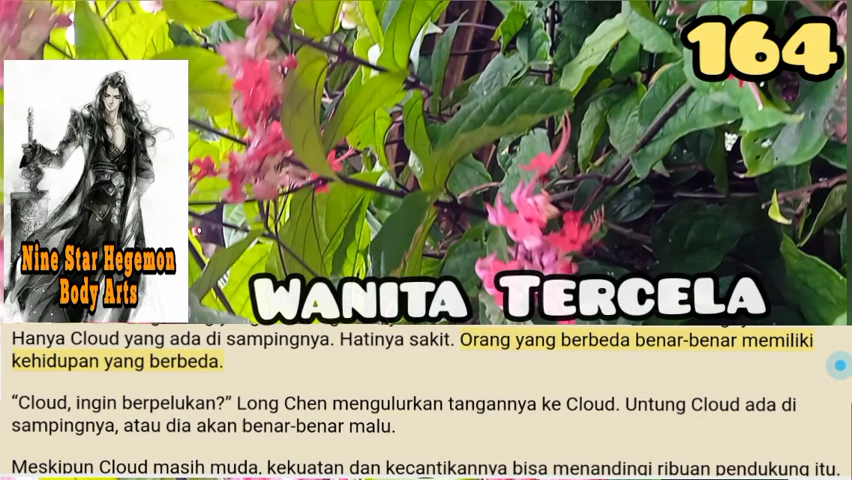 164
Nine Star Hegemon
Body Arts
WANITA TERCELA
Hanya Cloud yang ada di sampingnya. Hatinya sakit. Orang yang berbeda benar-benar memiliki
kehidupan yang berbeda.
“Cloud, ingin berpelukan?” Long Chen mengulurkan tangannya ke Cloud. Untung Cloud ada di
sampingnya, atau dia akan benar-benar malu.
Meskipun Cloud masih muda, kekuatan dan kecantikannya bisa menandingi ribuan pendukung itu.